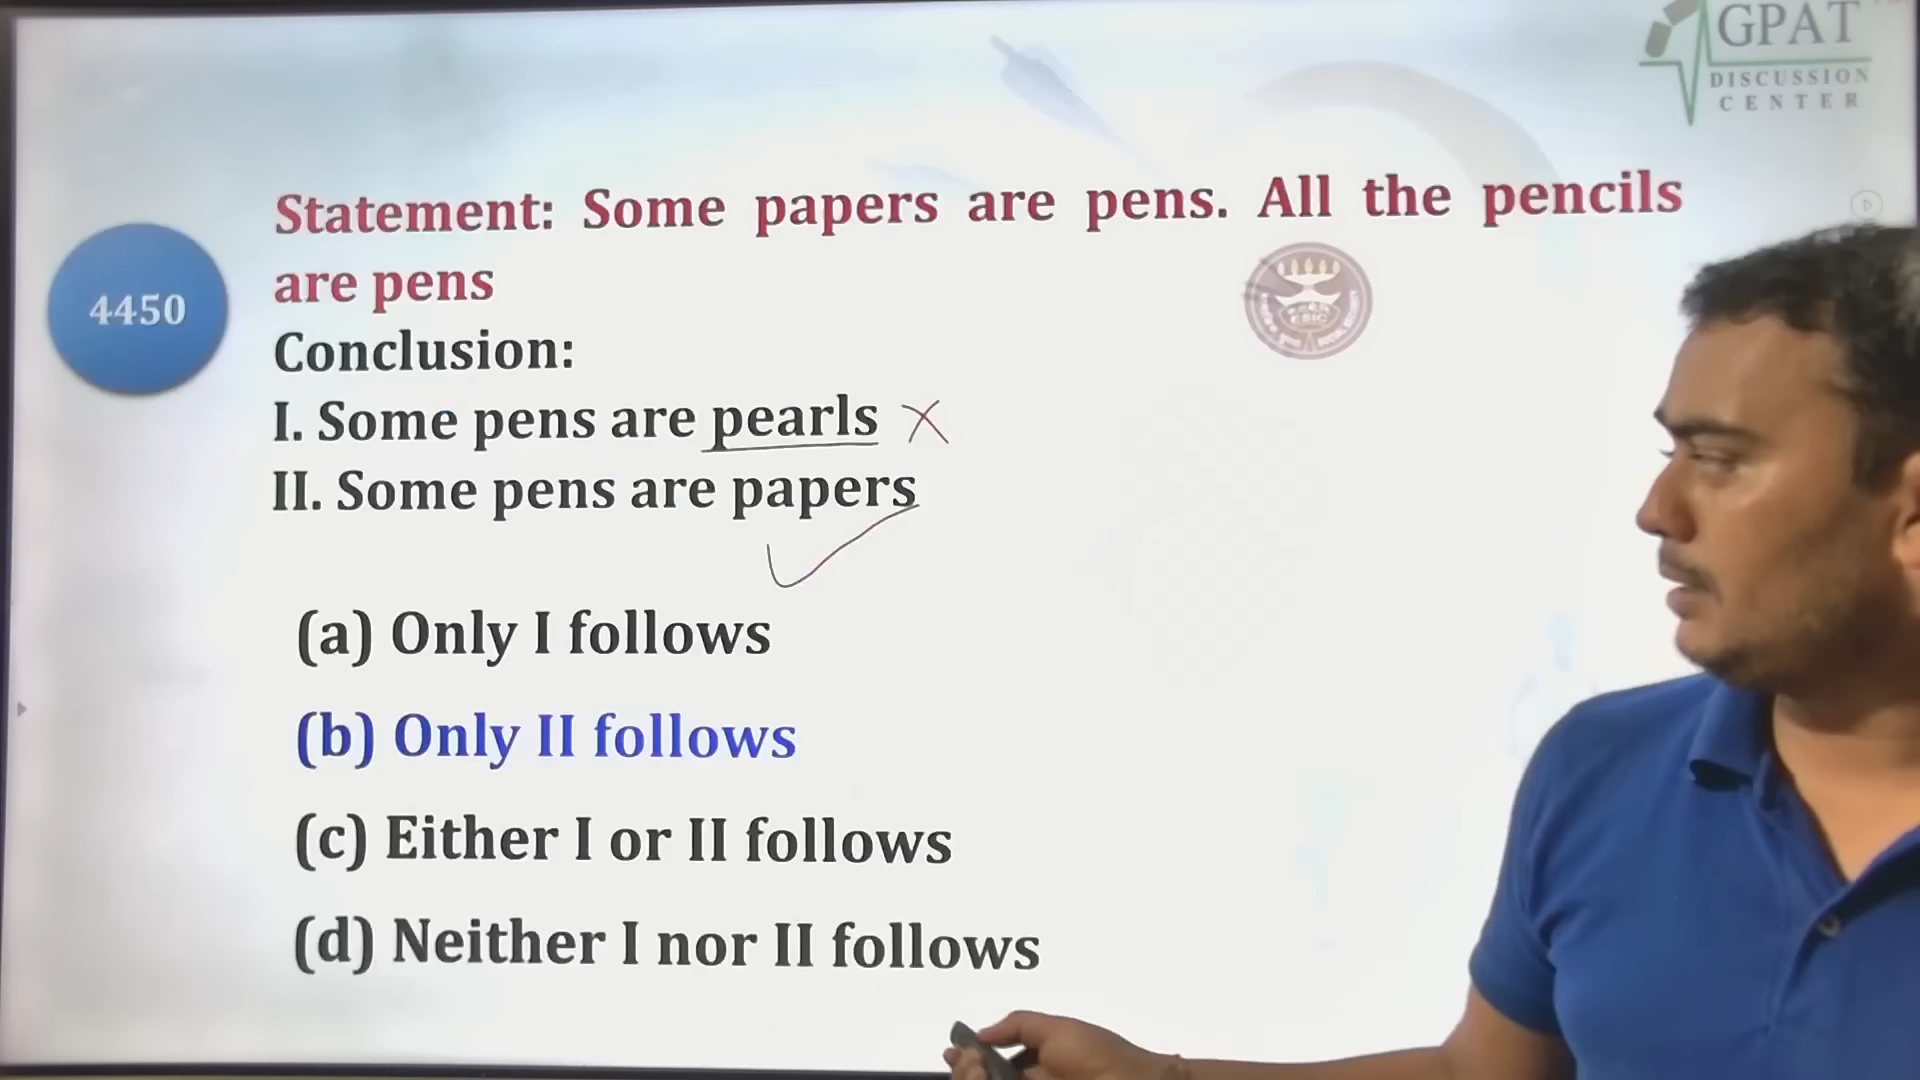 GPAT
DISCUSSION
CENTER
Statement: Some papers are pens. All the pencils
are pens
4450
Conclusion:
I. Some pens are pearls
II. Some pens are papers
(a) Only I follows
(b) Only II follows
(c) Either I or II follows
(d) Neither I nor II follows